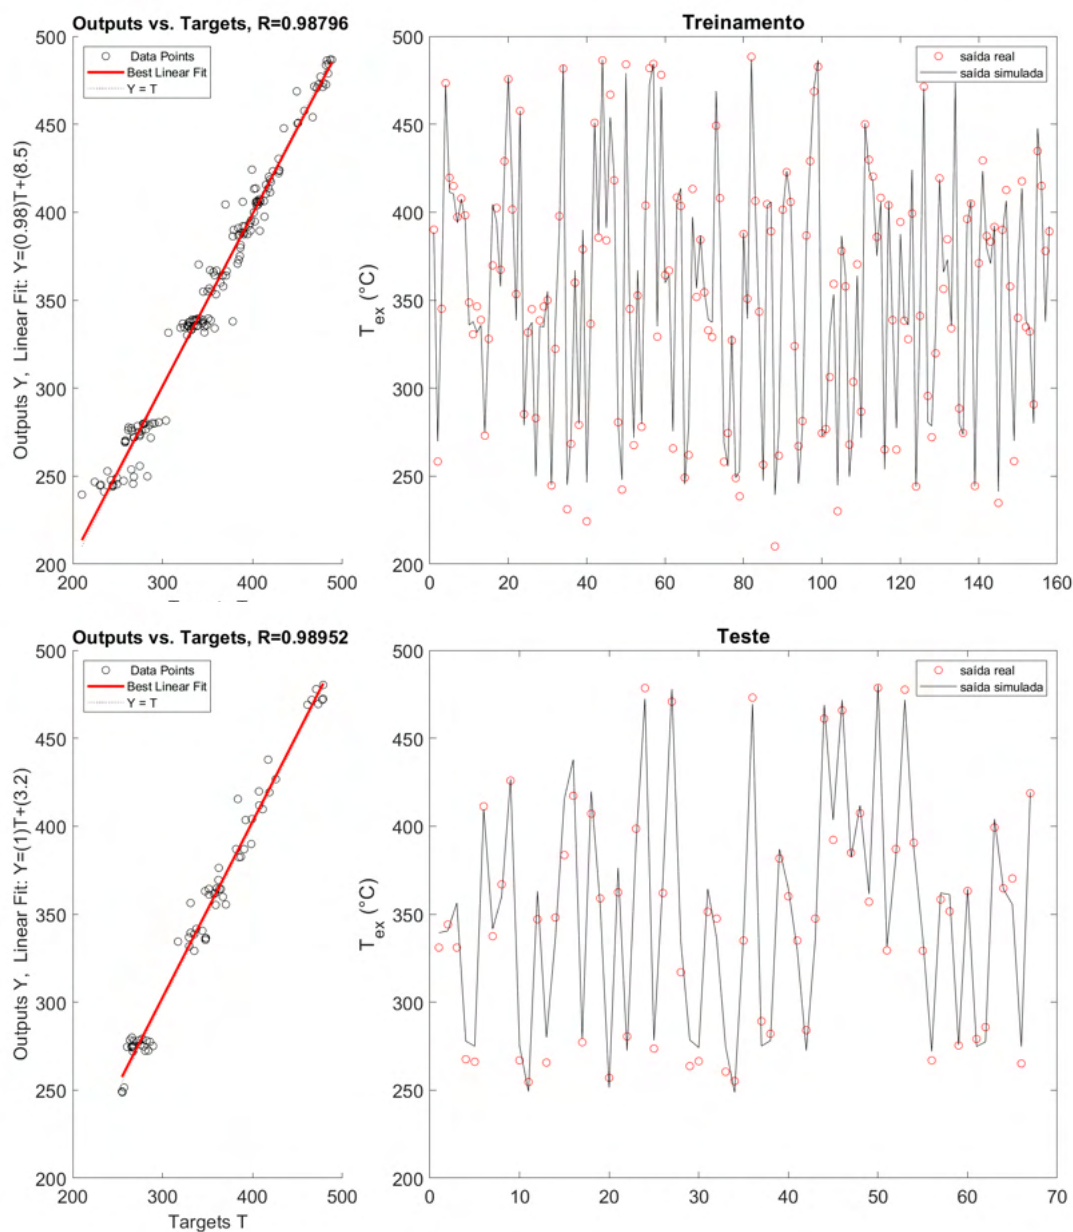 Outputs vs. Targets, R=0.98796
Data Points
Best Linear Fit
Y = T
Outputs Y, Linear Fit: Y=(0.98)T+(8.5)
500
450
400
350
300
250
200
200 300 400 500
Treinamento
saída real
saída simulada
T_ex (°C)
500
450
400
350
300
250
200
0 20 40 60 80 100 120 140 160
Outputs vs. Targets, R=0.98952
Data Points
Best Linear Fit
Y = T
Outputs Y, Linear Fit: Y=(1)T+(3.2)
500
450
400
350
300
250
200
200 300 400 500
Targets T
Teste
saída real
saída simulada
T_ex (°C)
500
450
400
350
300
250
200
0 10 20 30 40 50 60 70